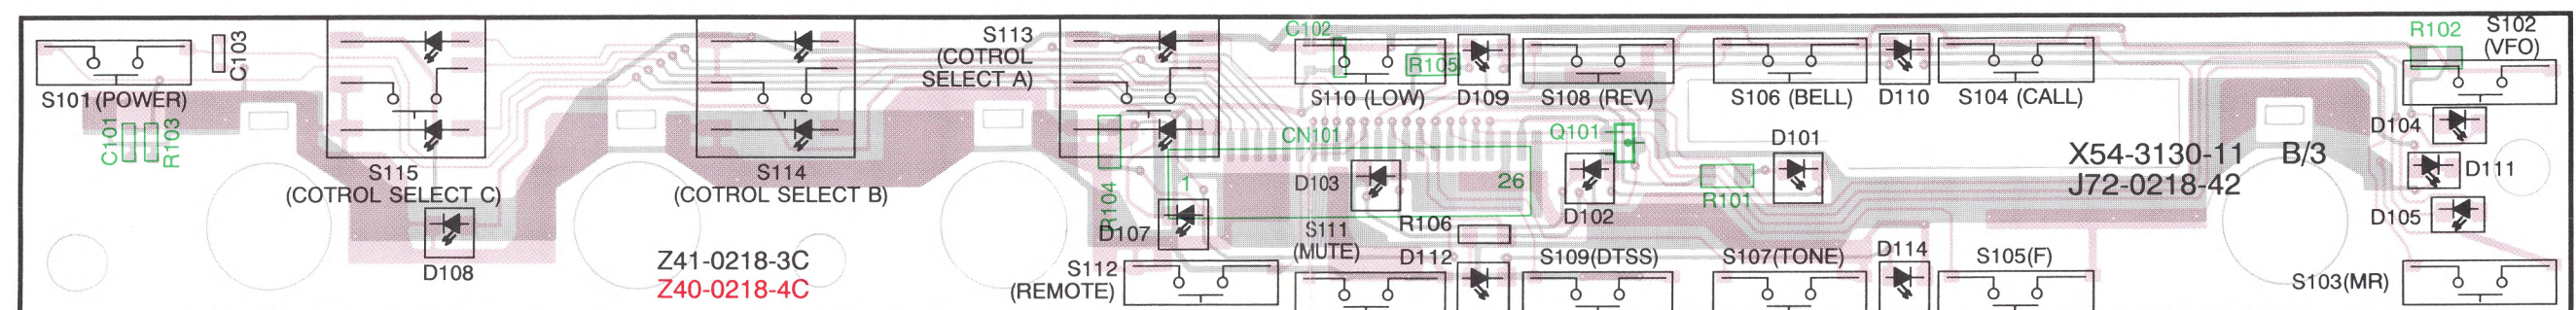 S101 (POWER)
C103
C101
R103
S115
(COTROL SELECT C)
D108
S114
(COTROL SELECT B)
Z41-0218-3C
Z40-0218-4C
S113
(COTROL
SELECT A)
R104
D107
S112
(REMOTE)
C102
R105
S110 (LOW)
D109
CN101
1
26
D103
S111
(MUTE)
R106
D112
S108 (REV)
Q101
D102
S109(DTSS)
S106 (BELL)
D110
S104 (CALL)
D101
R101
S107(TONE)
D114
S105(F)
X54-3130-11 B/3
J72-0218-42
R102
S102
(VFO)
D104
D111
D105
S103(MR)